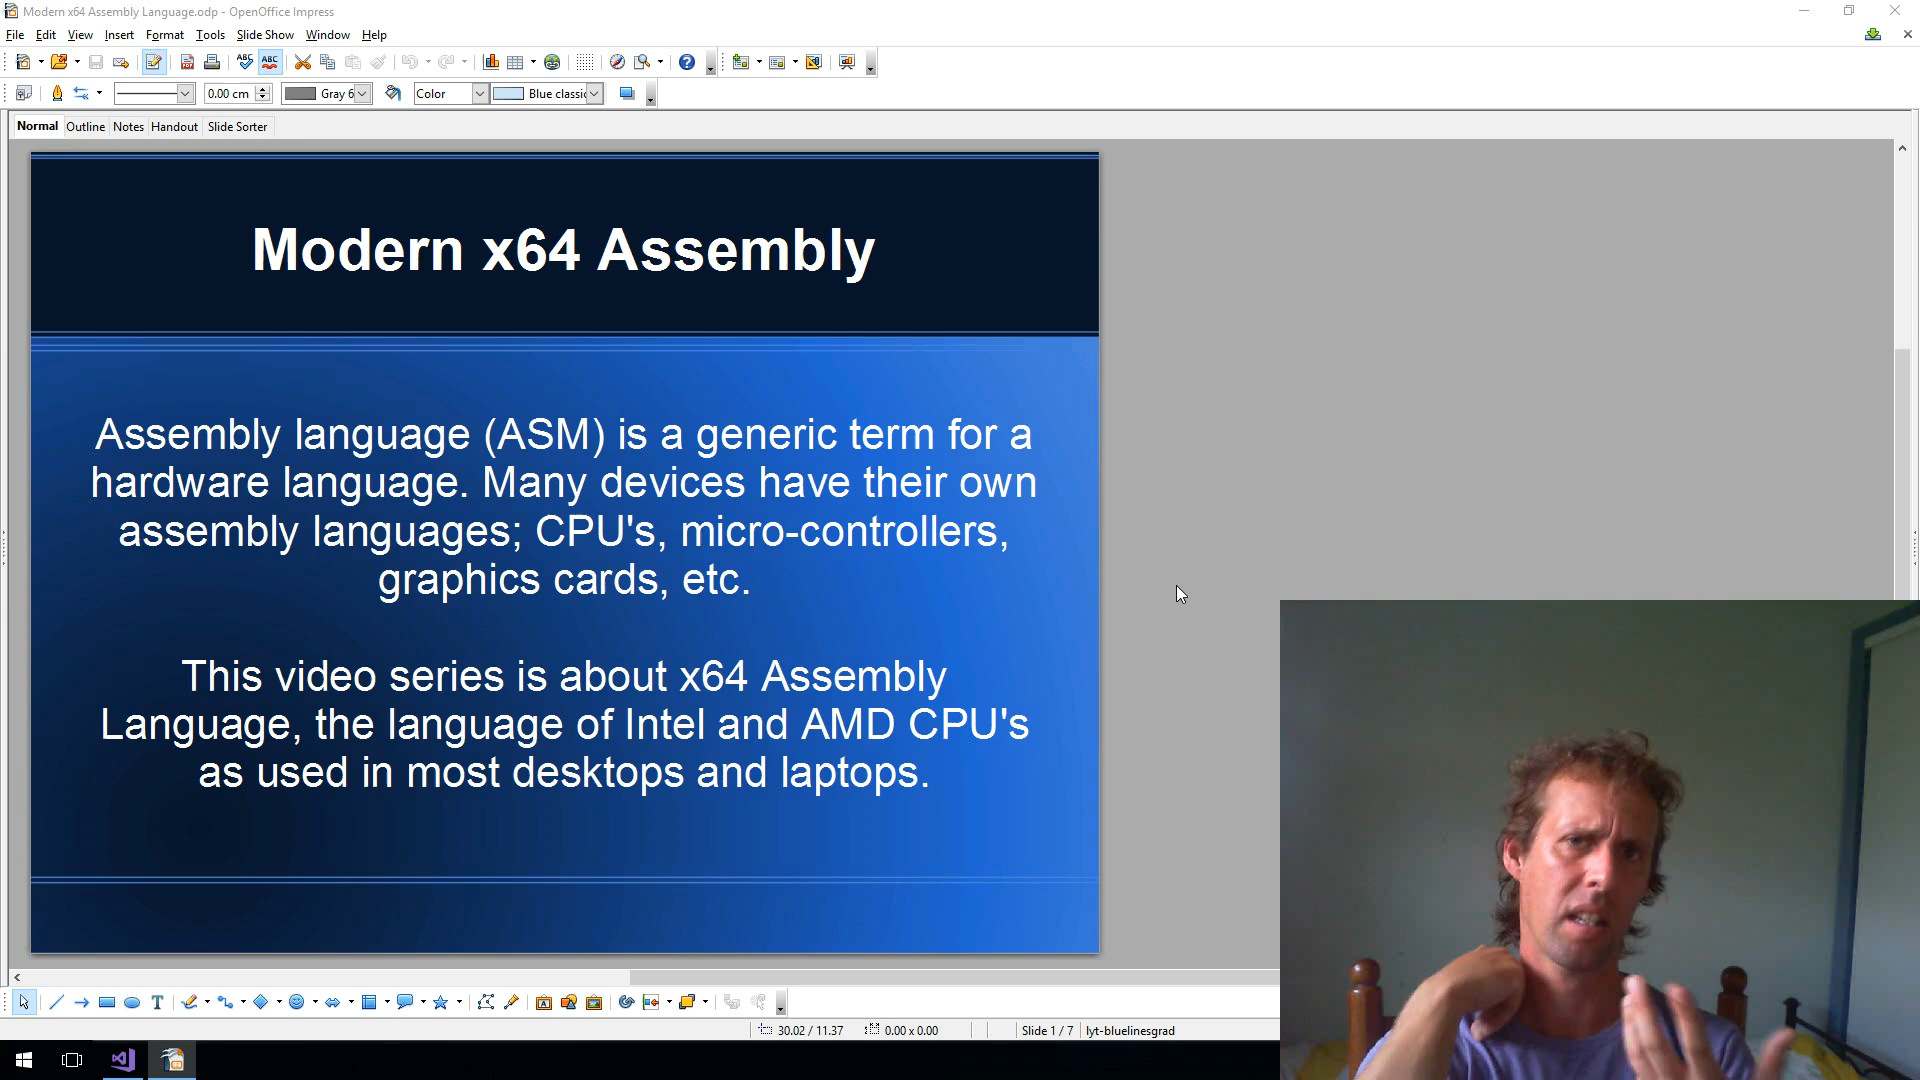 Modern x64 Assembly Language.odp - OpenOffice Impress
File Edit View Insert Format Tools Slide Show Window Help
0.00 cm Gray 6 Color Blue classic
Normal Outline Notes Handout Slide Sorter
Modern x64 Assembly
Assembly language (ASM) is a generic term for a
hardware language. Many devices have their own
assembly languages; CPU's, micro-controllers,
graphics cards, etc.
This video series is about x64 Assembly
Language, the language of Intel and AMD CPU's
as used in most desktops and laptops.
30.02 / 11.37 0.00 x 0.00 Slide 1 / 7 lyt-bluelinesgrad